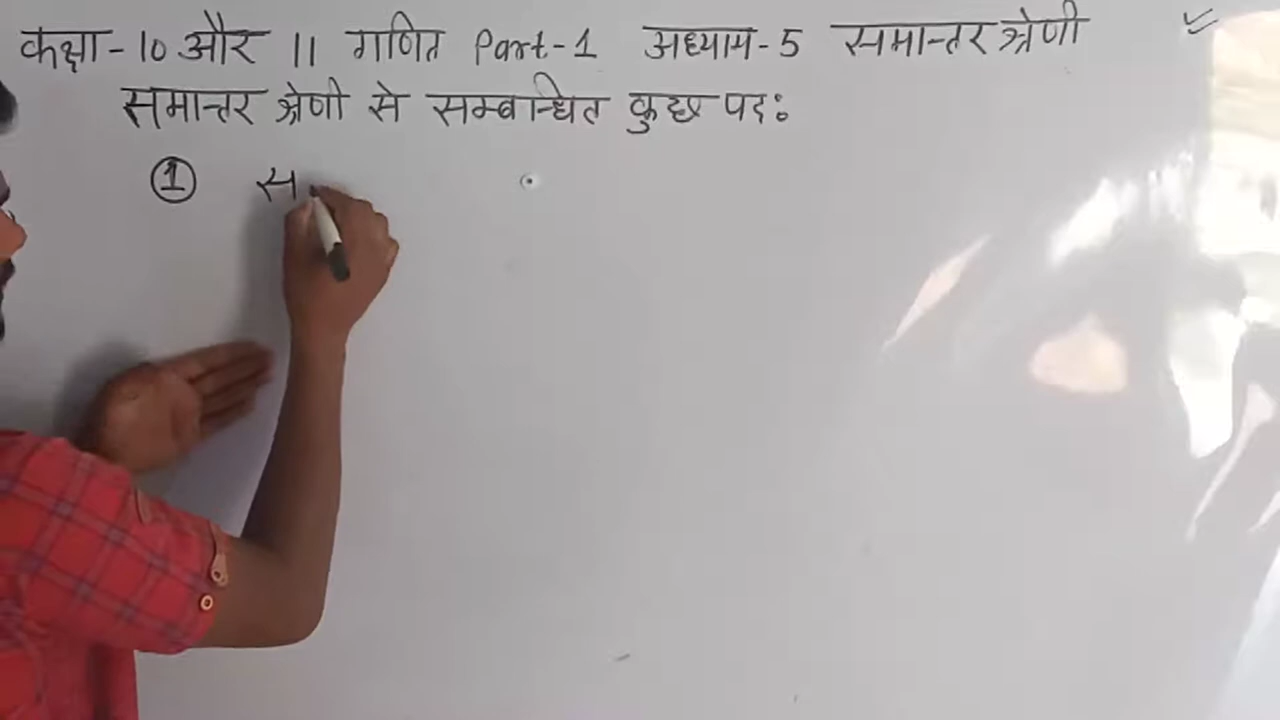 कक्षा-10 और 11 गणित Part-1 अध्याय-5 समान्तर श्रेणी
समान्तर श्रेणी से सम्बन्धित कुछ पदः
① स